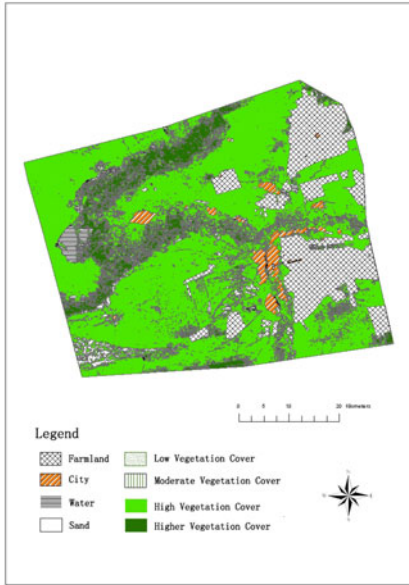 0 5 10 20 Kilometers
Legend
Farmland
City
Water
Sand
Low Vegetation Cover
Moderate Vegetation Cover
High Vegetation Cover
Higher Vegetation Cover